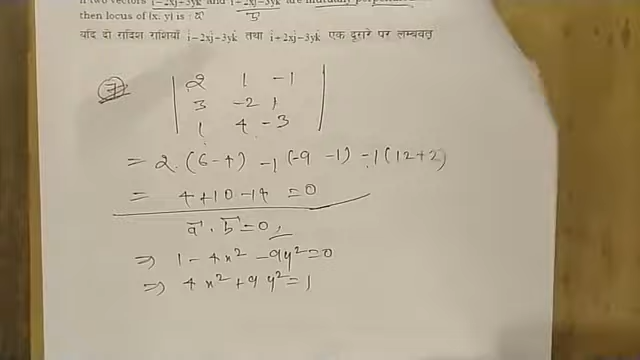 If two vectors i−2xj+3yk and i+2xj−3yk are mutually
then locus of (x, y) is : a̅ b̅
यदि दो सदिश राशियाँ i−2xj−3yk तथा i+2xj−3yk एक दूसरे पर लम्बवत्
7
2 1 −1
3 −2 1
1 4 −3
= 2 (6−4) −1 (−9 −1) −1 (12+2)
= 4+10−14 = 0
a̅ . b̅ = 0,
⇒ 1 − 4x² − 9y² = 0
⇒ 4x² + 9y² = 1